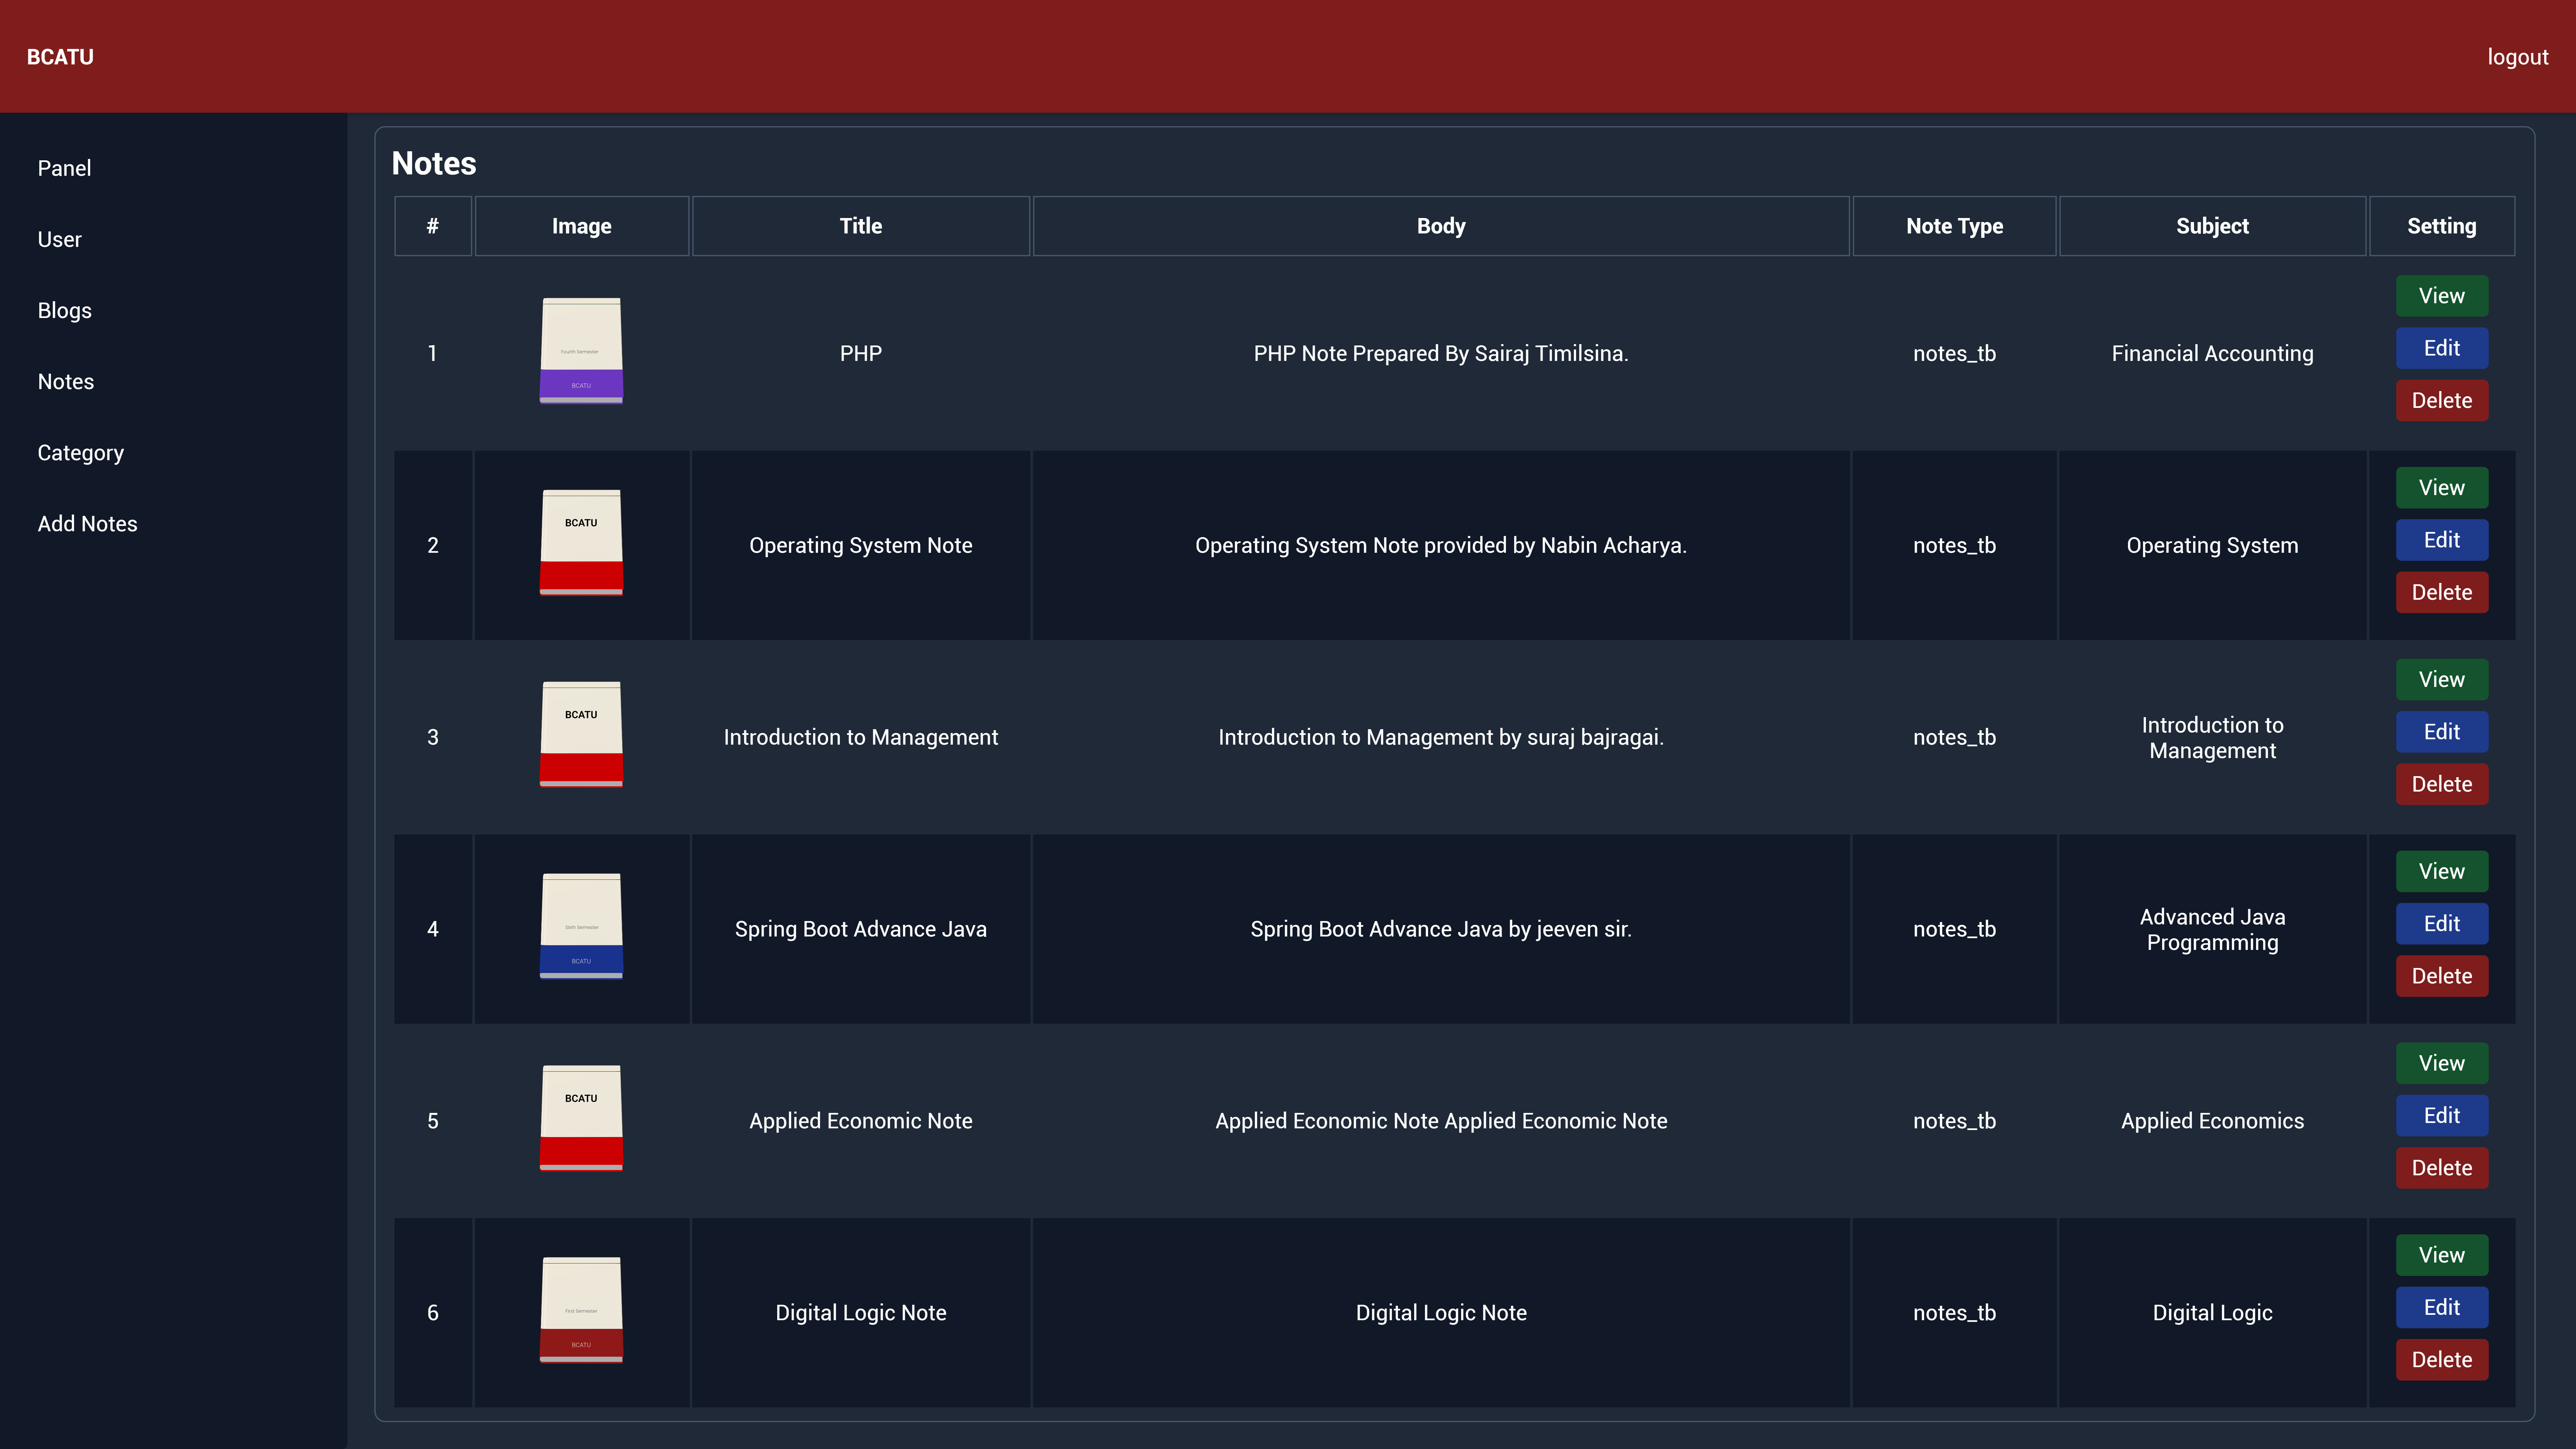 BCATU
logout
Panel
User
Blogs
Notes
Category
Add Notes
Notes
# Image Title Body Note Type Subject Setting
Fourth Semester
BCATU
1 PHP PHP Note Prepared By Sairaj Timilsina. notes_tb Financial Accounting
View
Edit
Delete
BCATU
2 Operating System Note Operating System Note provided by Nabin Acharya. notes_tb Operating System
View
Edit
Delete
BCATU
3 Introduction to Management Introduction to Management by suraj bajragai. notes_tb Introduction to
Management
View
Edit
Delete
Sixth Semester
BCATU
4 Spring Boot Advance Java Spring Boot Advance Java by jeeven sir. notes_tb Advanced Java
Programming
View
Edit
Delete
BCATU
5 Applied Economic Note Applied Economic Note Applied Economic Note notes_tb Applied Economics
View
Edit
Delete
First Semester
BCATU
6 Digital Logic Note Digital Logic Note notes_tb Digital Logic
View
Edit
Delete